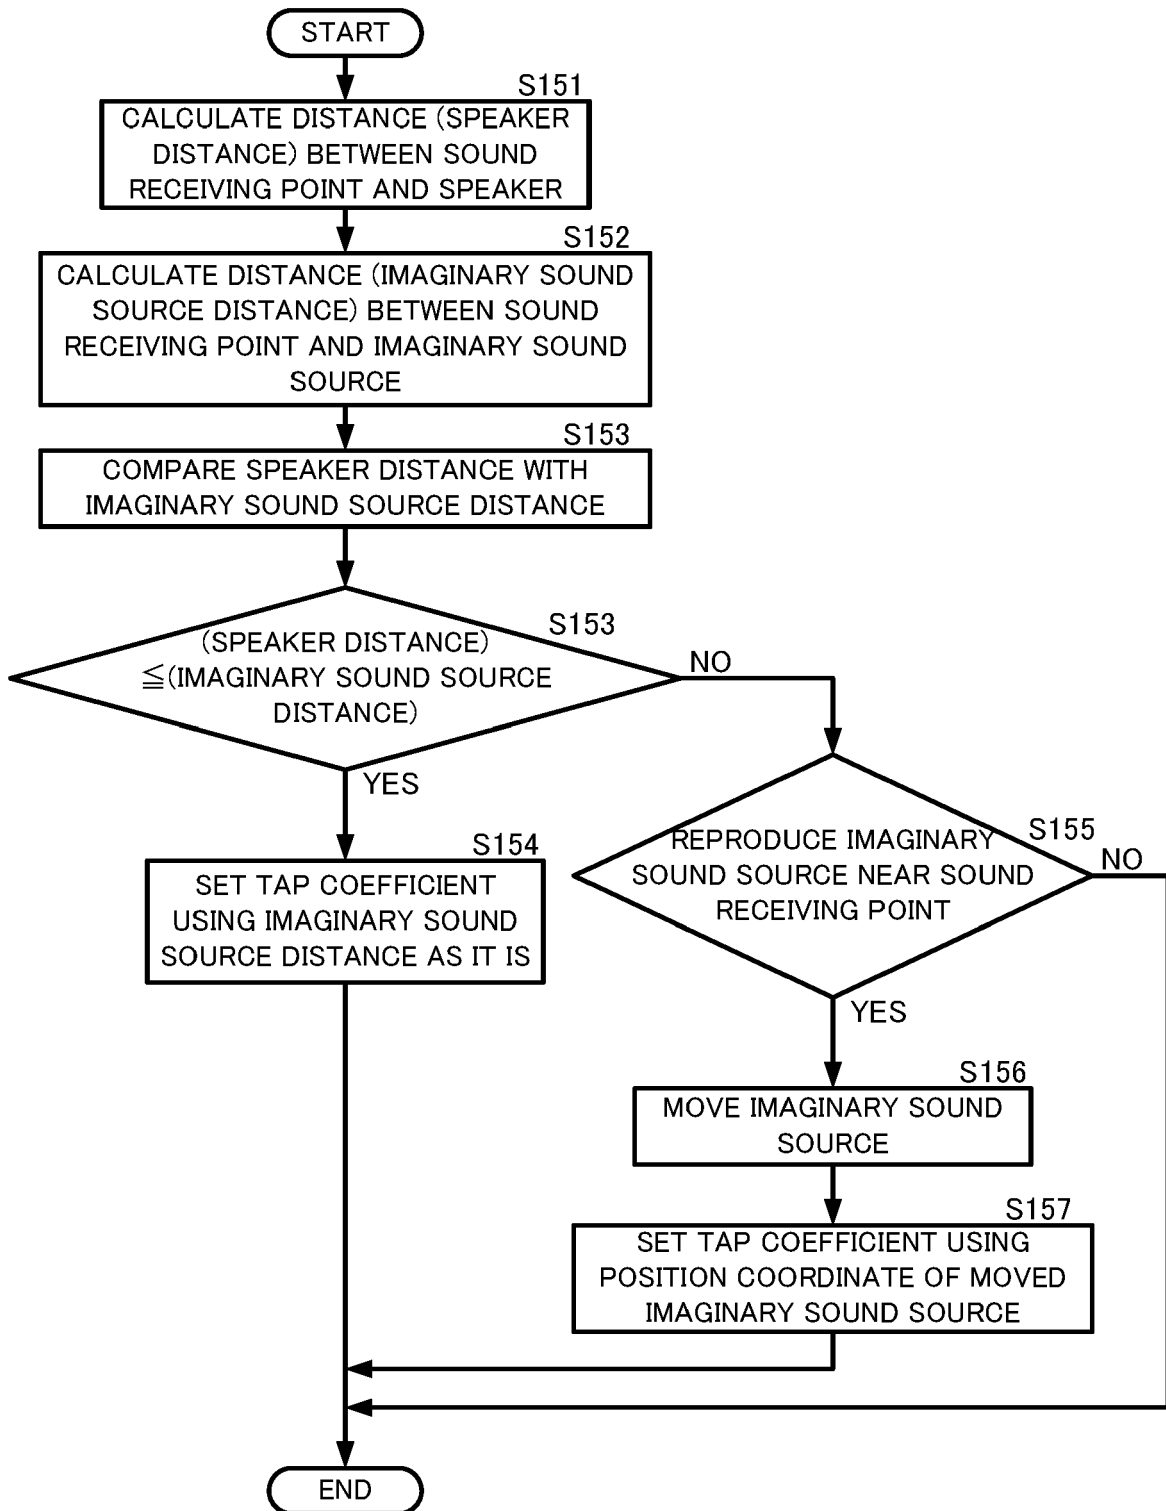 START
S151
CALCULATE DISTANCE (SPEAKER
DISTANCE) BETWEEN SOUND
RECEIVING POINT AND SPEAKER
S152
CALCULATE DISTANCE (IMAGINARY SOUND
SOURCE DISTANCE) BETWEEN SOUND
RECEIVING POINT AND IMAGINARY SOUND
SOURCE
S153
COMPARE SPEAKER DISTANCE WITH
IMAGINARY SOUND SOURCE DISTANCE
S153
(SPEAKER DISTANCE)
≦(IMAGINARY SOUND SOURCE
DISTANCE)
NO
YES
S154
SET TAP COEFFICIENT
USING IMAGINARY SOUND
SOURCE DISTANCE AS IT IS
S155
REPRODUCE IMAGINARY
SOUND SOURCE NEAR SOUND
RECEIVING POINT
NO
YES
S156
MOVE IMAGINARY SOUND
SOURCE
S157
SET TAP COEFFICIENT USING
POSITION COORDINATE OF MOVED
IMAGINARY SOUND SOURCE
END